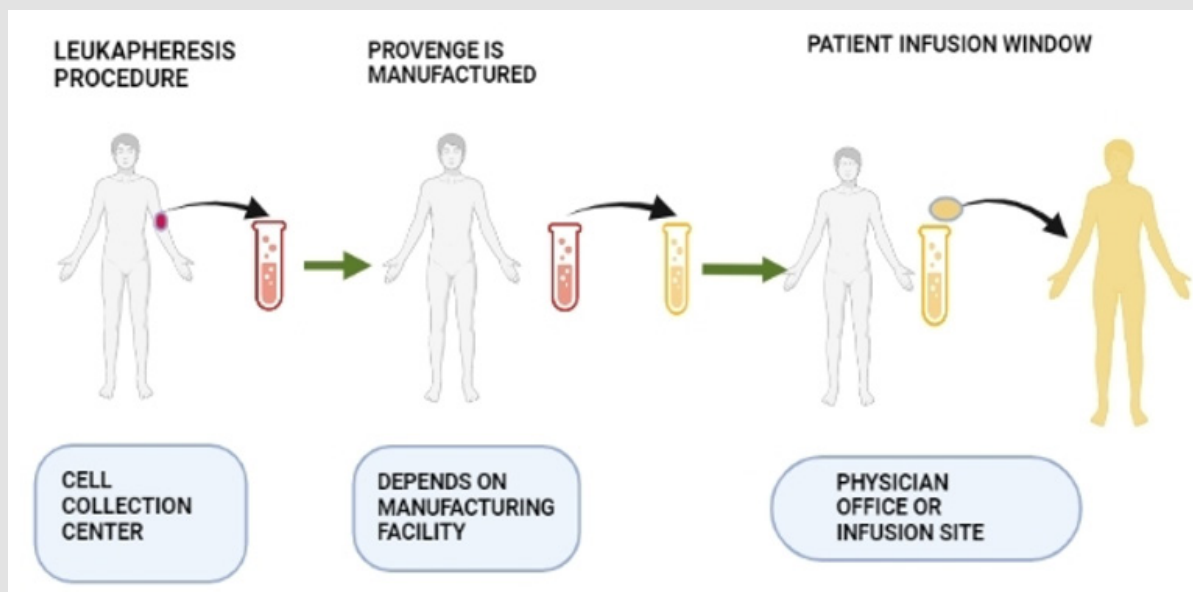 LEUKAPHERESIS
PROCEDURE
PROVENGE IS
MANUFACTURED
PATIENT INFUSION WINDOW
CELL
COLLECTION
CENTER
DEPENDS ON
MANUFACTURING
FACILITY
PHYSICIAN
OFFICE OR
INFUSION SITE